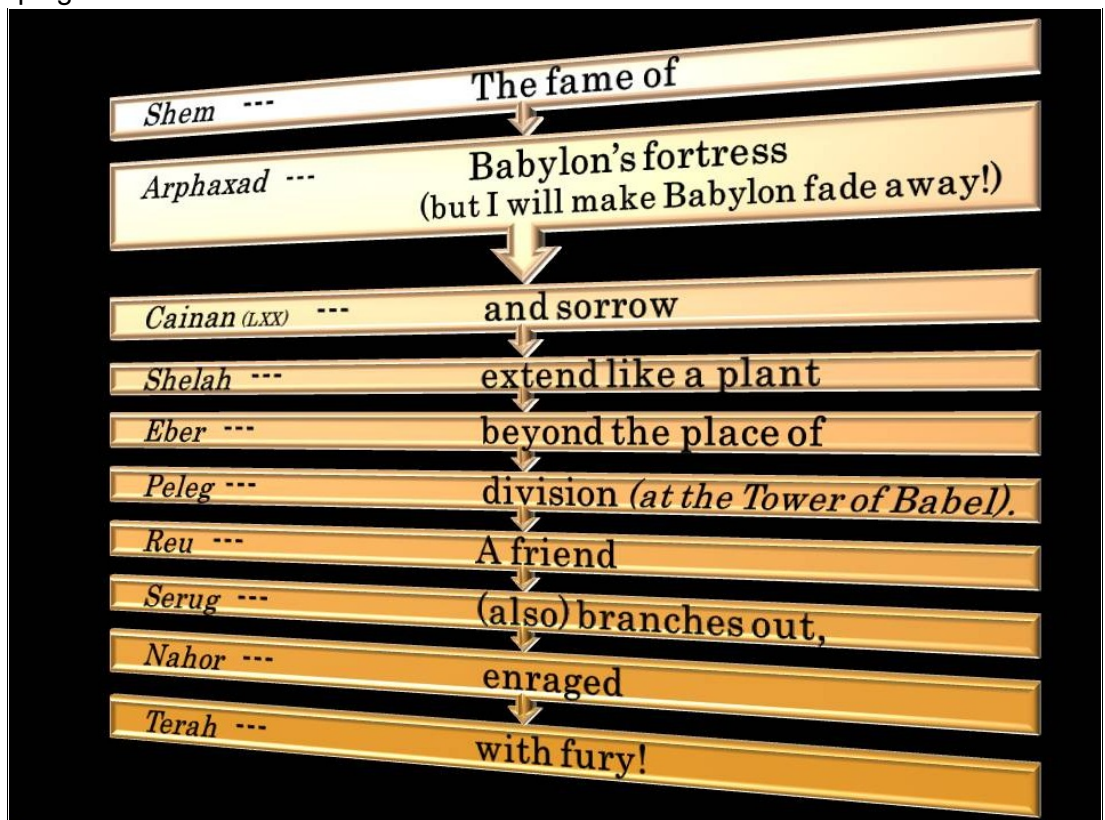 Shem --- The fame of
Arphaxad --- Babylon's fortress
(but I will make Babylon fade away!)
Cainan (LXX) --- and sorrow
Shelah --- extend like a plant
Eber --- beyond the place of
Peleg --- division (at the Tower of Babel).
Reu --- A friend
Serug --- (also) branches out,
Nahor --- enraged
Terah --- with fury!